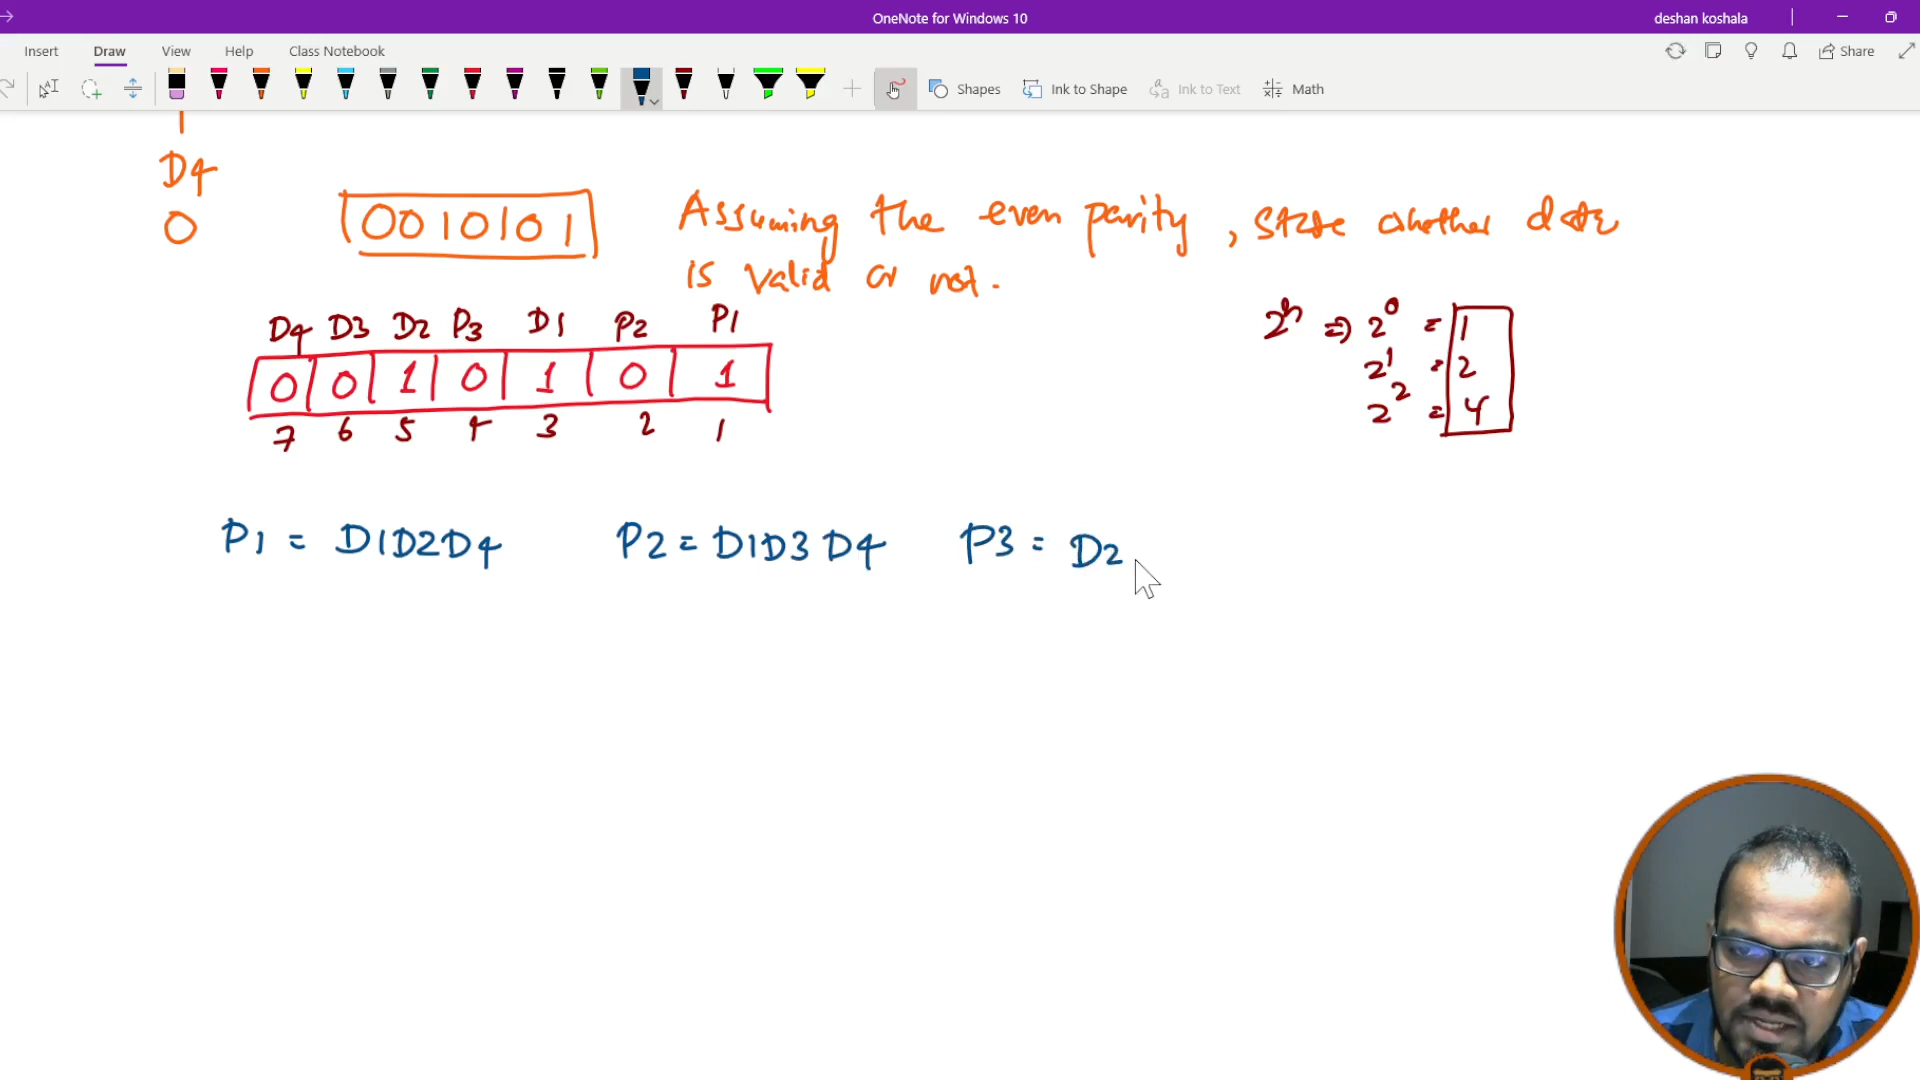 OneNote for Windows 10
deshan koshala
Insert Draw View Help Class Notebook
Share
Shapes Ink to Shape Ink to Text Math
D4
0
0010101
Assuming the even parity, state whether data
is valid or not.
D4 D3 D2 P3 D1 P2 P1
0 0 1 0 1 0 1
7 6 5 4 3 2 1
2^n => 2^0 = 1
2^1 = 2
2^2 = 4
P1 = D1D2D4 P2 = D1D3D4 P3 = D2